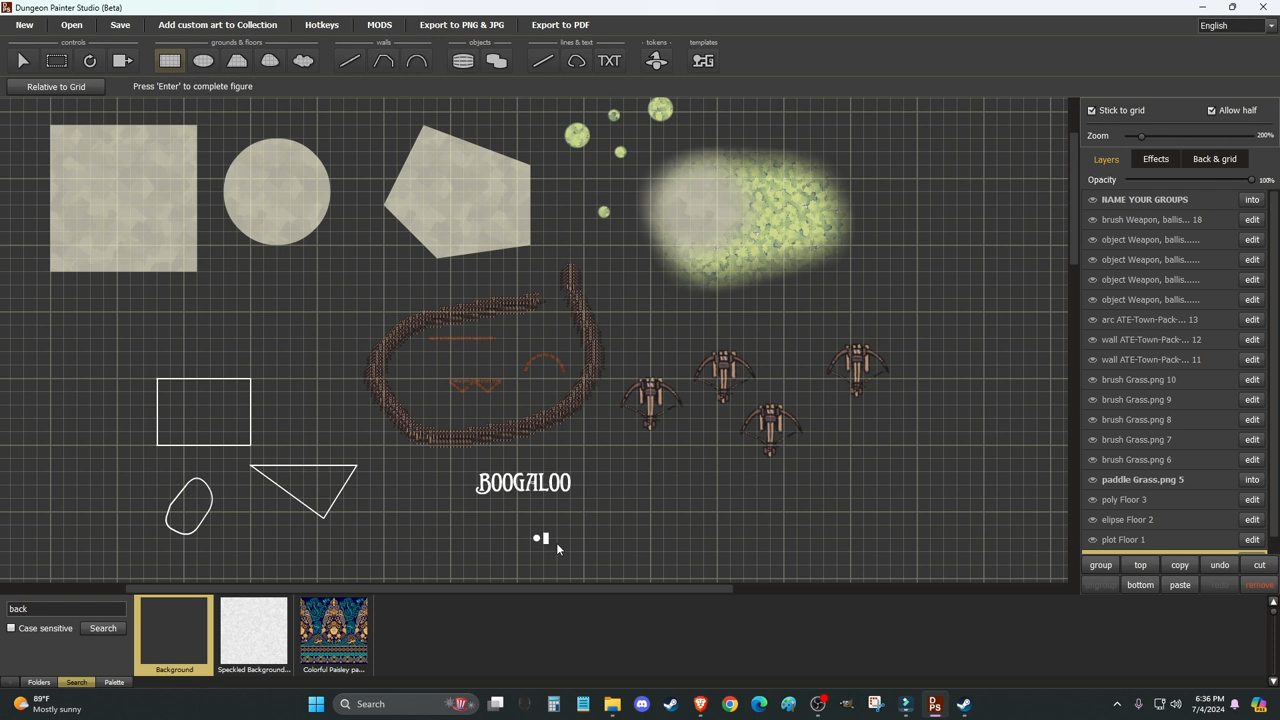 Dungeon Painter Studio (Beta)
New Open Save Add custom art to Collection Hotkeys MODS Export to PNG & JPG Export to PDF English
controls grounds & floors walls objects lines & text tokens templates
TXT
Relative to Grid Press 'Enter' to complete figure
Stick to grid Allow half
Zoom 200%
Layers Effects Back & grid
Opacity 100%
NAME YOUR GROUPS into
brush Weapon, ballis... 18 edit
object Weapon, ballis...... edit
object Weapon, ballis...... edit
object Weapon, ballis...... edit
object Weapon, ballis...... edit
arc ATE-Town-Pack-... 13 edit
wall ATE-Town-Pack-... 12 edit
wall ATE-Town-Pack-... 11 edit
brush Grass.png 10 edit
brush Grass.png 9 edit
brush Grass.png 8 edit
brush Grass.png 7 edit
brush Grass.png 6 edit
paddle Grass.png 5 into
poly Floor 3 edit
elipse Floor 2 edit
plot Floor 1 edit
BOOGALOO
group top copy undo cut
bottom paste remove
back
Case sensitive Search
Background Speckled Background... Colorful Paisley pa...
Folders Search Palette
89°F
Mostly sunny
Search
5:36 PM
7/4/2024